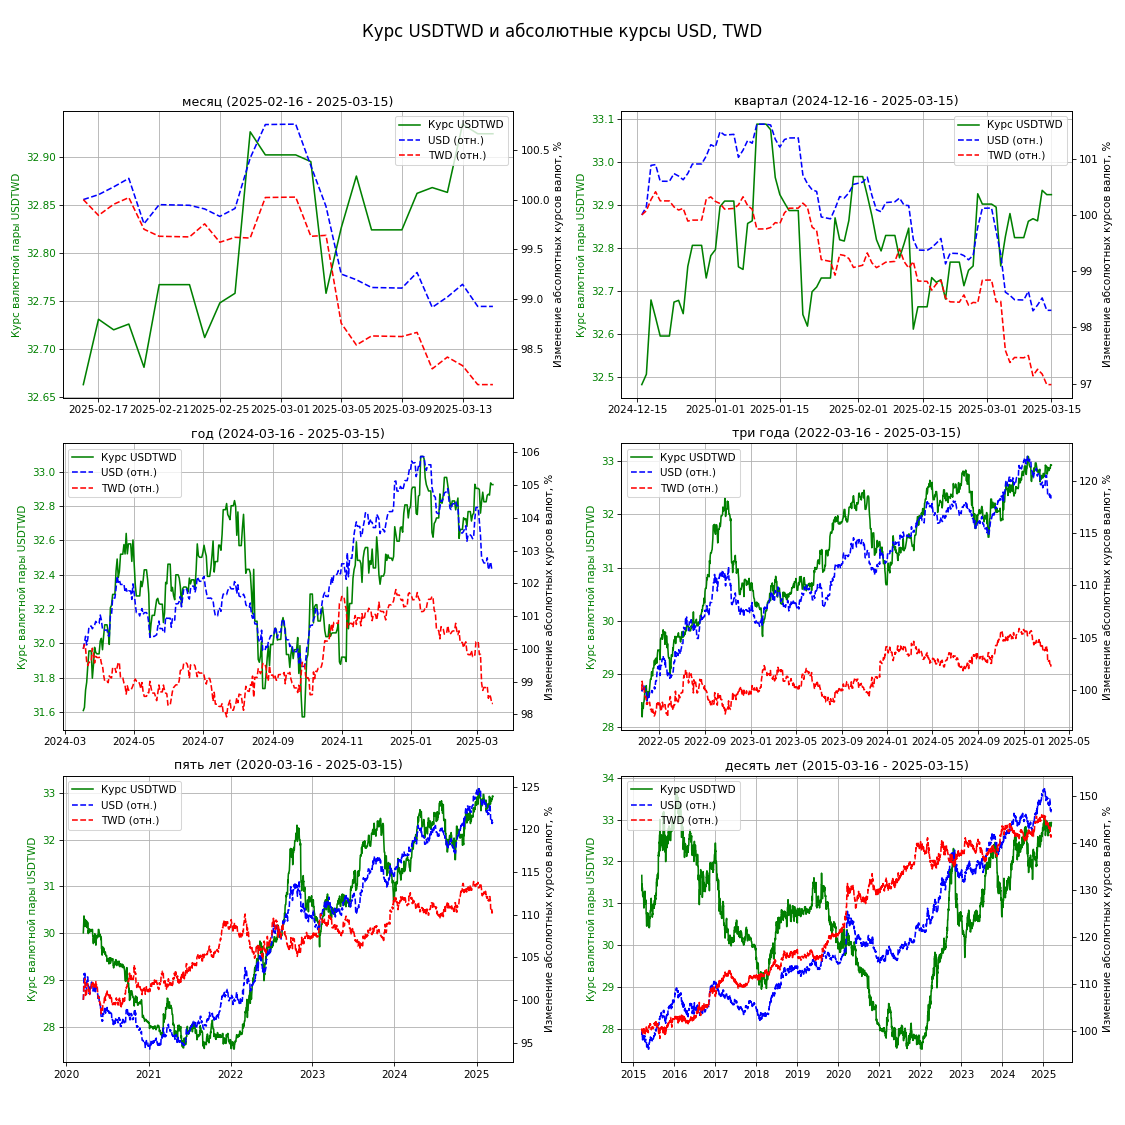 Курс USDTWD и абсолютные курсы USD, TWD
месяц (2025-02-16 - 2025-03-15)
Курс валютной пары USDTWD
32.90
32.85
32.80
32.75
32.70
32.65
Курс USDTWD
USD (отн.)
TWD (отн.)
100.5
100.0
99.5
99.0
98.5
Изменение абсолютных курсов валют, %
2025-02-17 2025-02-21 2025-02-25 2025-03-01 2025-03-05 2025-03-09 2025-03-13
квартал (2024-12-16 - 2025-03-15)
Курс валютной пары USDTWD
33.1
33.0
32.9
32.8
32.7
32.6
32.5
Курс USDTWD
USD (отн.)
TWD (отн.)
101
100
99
98
97
Изменение абсолютных курсов валют, %
2024-12-15 2025-01-01 2025-01-15 2025-02-01 2025-02-15 2025-03-01 2025-03-15
год (2024-03-16 - 2025-03-15)
Курс валютной пары USDTWD
33.0
32.8
32.6
32.4
32.2
32.0
31.8
31.6
Курс USDTWD
USD (отн.)
TWD (отн.)
106
105
104
103
102
101
100
99
98
Изменение абсолютных курсов валют, %
2024-03 2024-05 2024-07 2024-09 2024-11 2025-01 2025-03
три года (2022-03-16 - 2025-03-15)
Курс валютной пары USDTWD
33
32
31
30
29
28
Курс USDTWD
USD (отн.)
TWD (отн.)
120
115
110
105
100
Изменение абсолютных курсов валют, %
2022-05 2022-09 2023-01 2023-05 2023-09 2024-01 2024-05 2024-09 2025-01 2025-05
пять лет (2020-03-16 - 2025-03-15)
Курс валютной пары USDTWD
33
32
31
30
29
28
Курс USDTWD
USD (отн.)
TWD (отн.)
125
120
115
110
105
100
95
Изменение абсолютных курсов валют, %
2020 2021 2022 2023 2024 2025
десять лет (2015-03-16 - 2025-03-15)
Курс валютной пары USDTWD
34
33
32
31
30
29
28
Курс USDTWD
USD (отн.)
TWD (отн.)
150
140
130
120
110
100
Изменение абсолютных курсов валют, %
2015 2016 2017 2018 2019 2020 2021 2022 2023 2024 2025